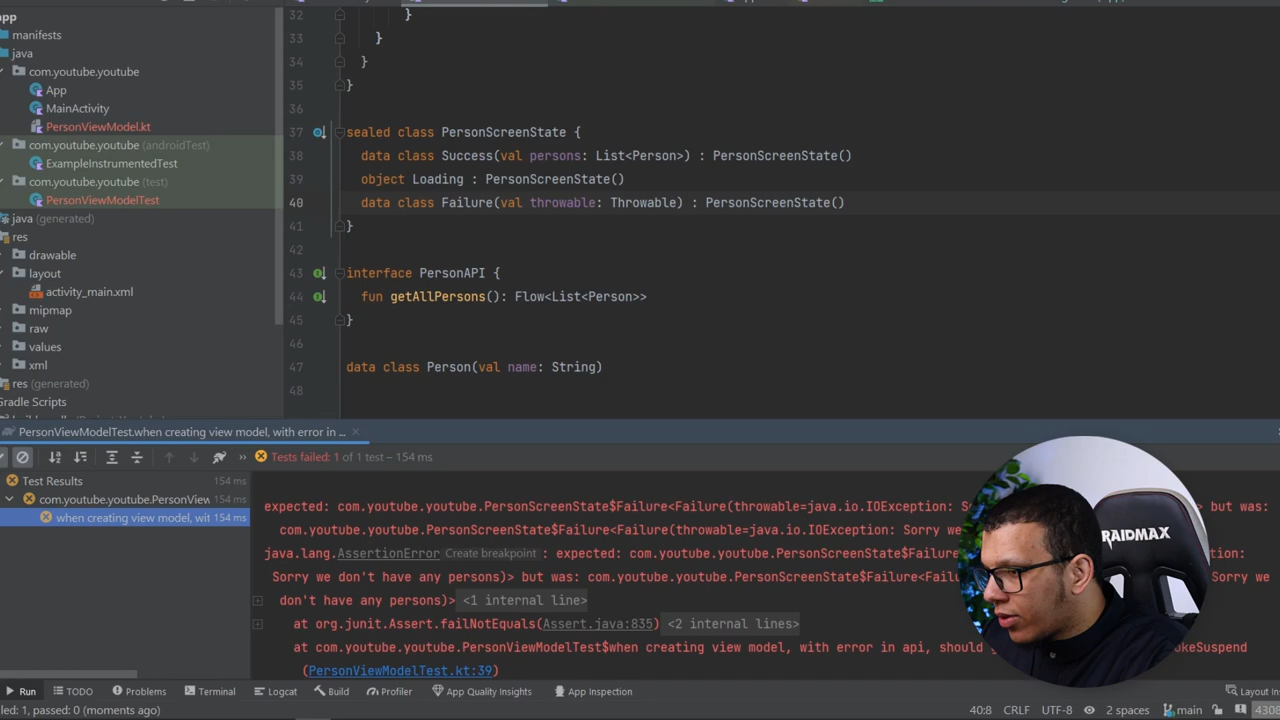 app
manifests
java
com.youtube.youtube
App
MainActivity
PersonViewModel.kt
com.youtube.youtube (androidTest)
ExampleInstrumentedTest
com.youtube.youtube (test)
PersonViewModelTest
java (generated)
res
drawable
layout
activity_main.xml
mipmap
raw
values
xml
res (generated)
Gradle Scripts
32 }
33 }
34 }
35 }
36
37 sealed class PersonScreenState {
38 data class Success(val persons: List<Person>) : PersonScreenState()
39 object Loading : PersonScreenState()
40 data class Failure(val throwable: Throwable) : PersonScreenState()
41 }
42
43 interface PersonAPI {
44 fun getAllPersons(): Flow<List<Person>>
45 }
46
47 data class Person(val name: String)
48
PersonViewModelTest.when creating view model, with error in ...
Tests failed: 1 of 1 test – 154 ms
Test Results 154 ms
com.youtube.youtube.PersonView 154 ms
when creating view model, wit 154 ms
expected: com.youtube.youtube.PersonScreenState$Failure<Failure(throwable=java.io.IOException: > but was:
com.youtube.youtube.PersonScreenState$Failure<Failure(throwable=java.io.IOException: Sorry we
java.lang.AssertionError Create breakpoint : expected: com.youtube.youtube.PersonScreenState$Failure
Sorry we don't have any persons)> but was: com.youtube.youtube.PersonScreenState$Failure<Fail Sorry we
don't have any persons)> <1 internal line>
at org.junit.Assert.failNotEquals(Assert.java:835) <2 internal lines>
at com.youtube.youtube.PersonViewModelTest$when creating view model, with error in api, should okeSuspend
(PersonViewModelTest.kt:39)
RAIDMAX
Run TODO Problems Terminal Logcat Build Profiler App Quality Insights App Inspection Layout Ins
led: 1, passed: 0 (moments ago) 40:8 CRLF UTF-8 2 spaces main 4308